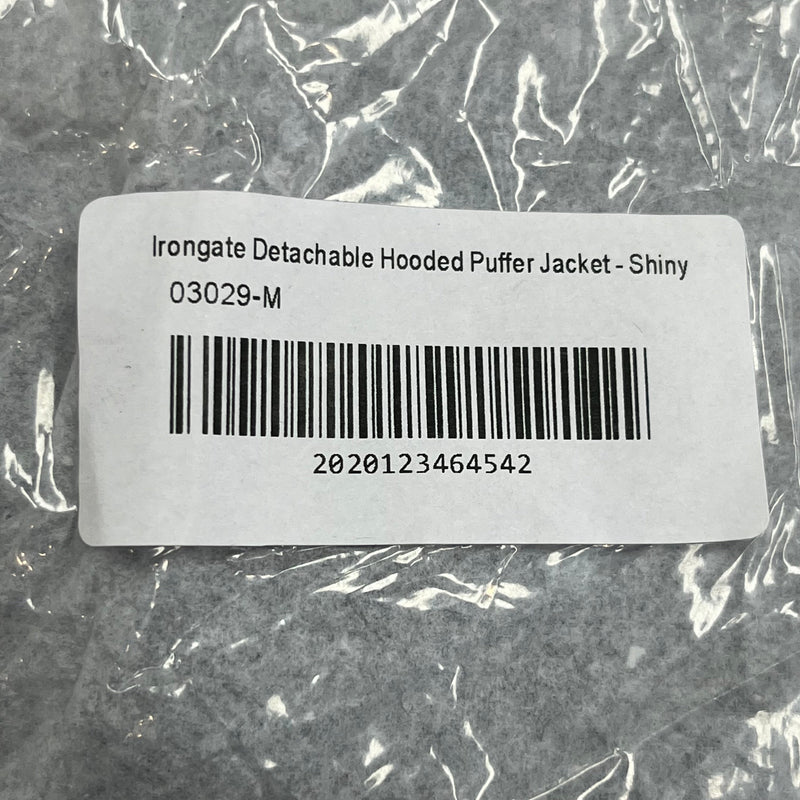 Irongate Detachable Hooded Puffer Jacket - Shiny
03029-M
2020123464542